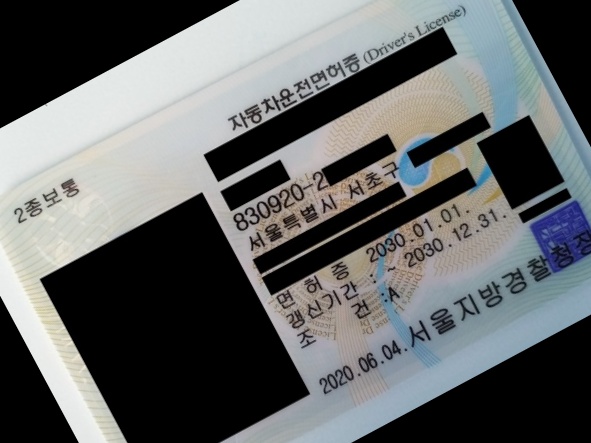 2종보통
자동차운전면허증 (Driver's License)
830920-2
서울특별시 서초구
면 허 증 2030.01.01.
갱신기간 : ~ 2030.12.31.
조 건 :A
2020.06.04. 서울지방경찰청장